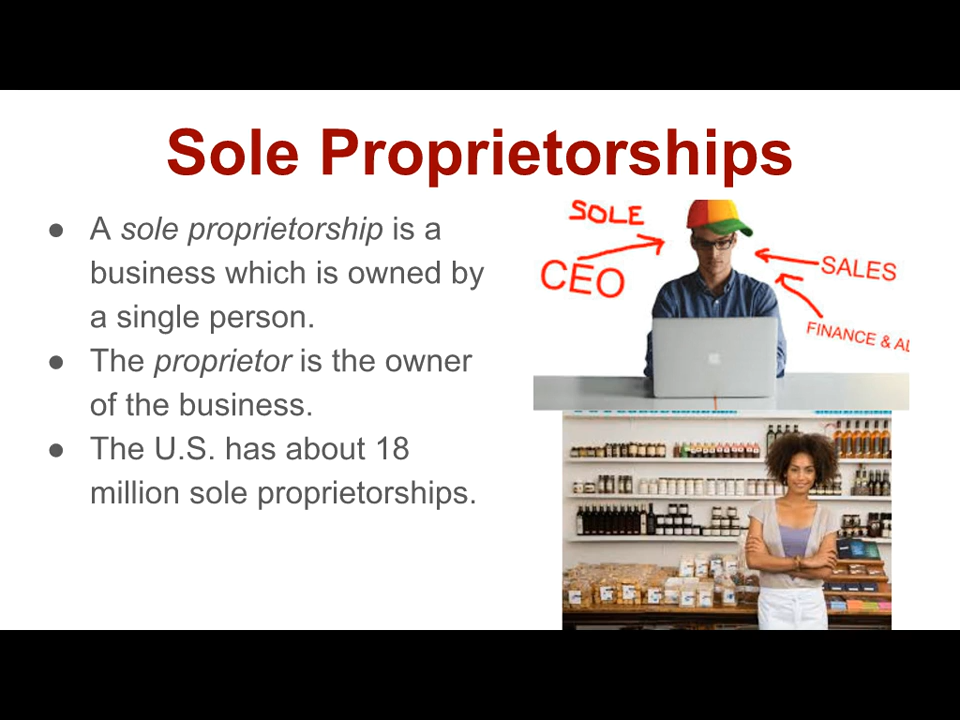 Sole Proprietorships
● A sole proprietorship is a
business which is owned by
a single person.
● The proprietor is the owner
of the business.
● The U.S. has about 18
million sole proprietorships.
SOLE
CEO
SALES
FINANCE &